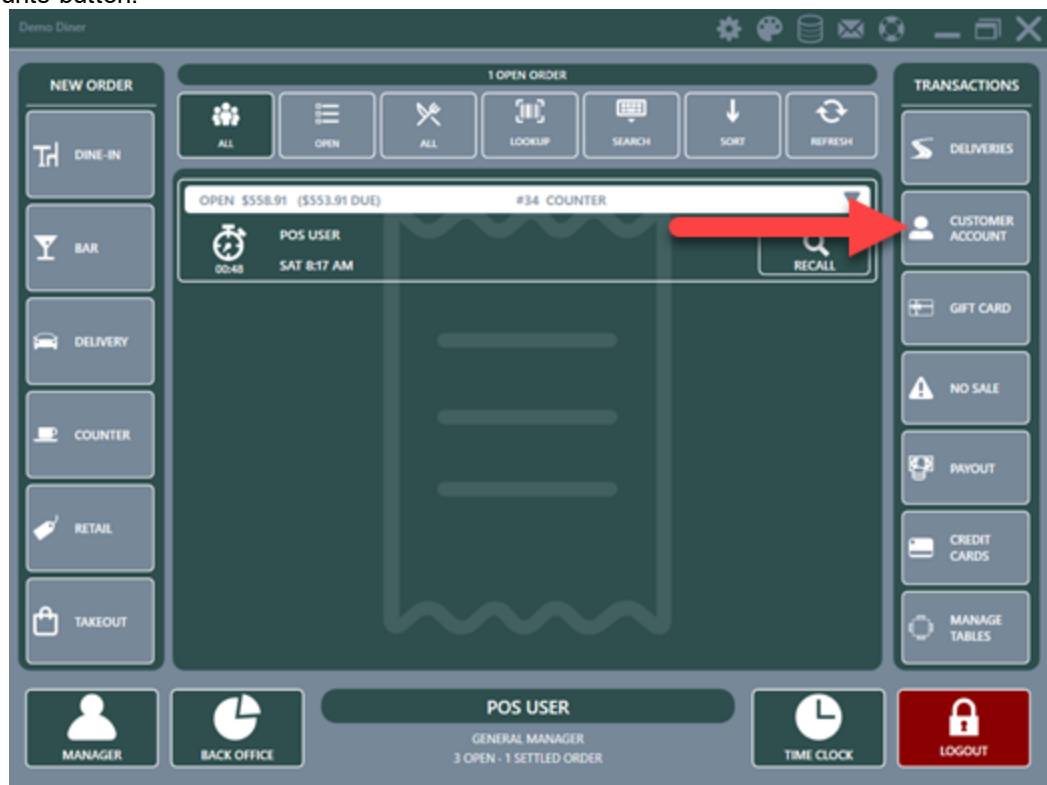 Demo Diner
NEW ORDER
DINE-IN
BAR
DELIVERY
COUNTER
RETAIL
TAKEOUT
1 OPEN ORDER
ALL
OPEN
ALL
LOOKUP
SEARCH
SORT
REFRESH
OPEN $558.91 ($553.91 DUE)
#34 COUNTER
POS USER
00:48
SAT 8:17 AM
RECALL
TRANSACTIONS
DELIVERIES
CUSTOMER
ACCOUNT
GIFT CARD
NO SALE
PAYOUT
CREDIT
CARDS
MANAGE
TABLES
MANAGER
BACK OFFICE
POS USER
GENERAL MANAGER
3 OPEN - 1 SETTLED ORDER
TIME CLOCK
LOGOUT